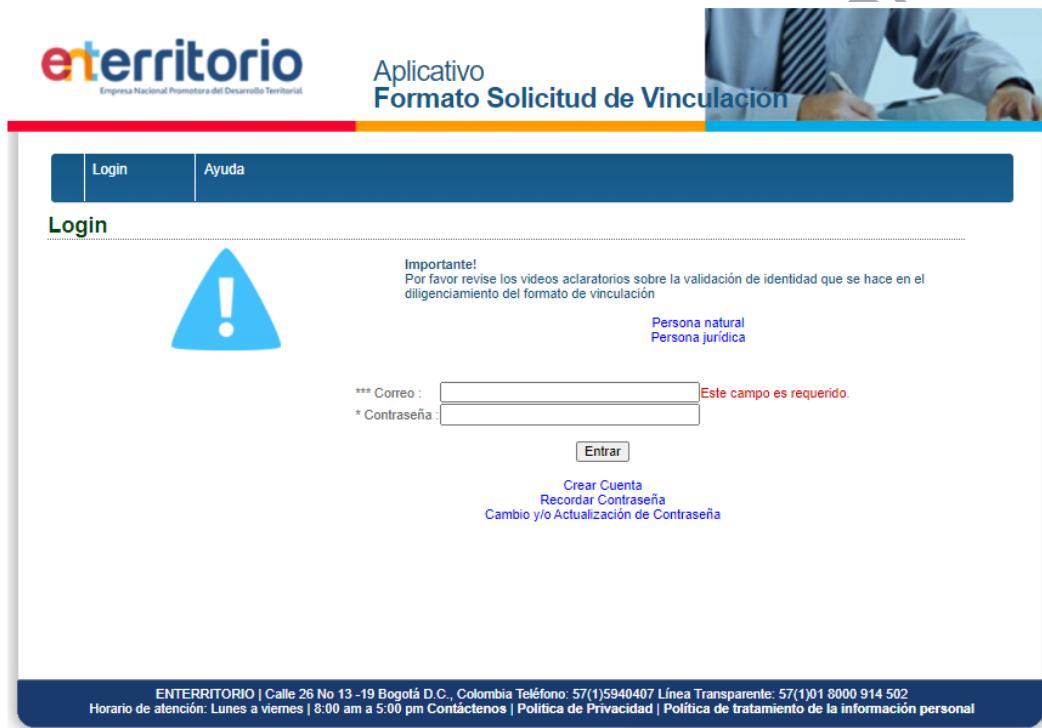 enterritorio
Empresa Nacional Promotora del Desarrollo Territorial
Aplicativo
Formato Solicitud de Vinculación
Login
Ayuda
Login
Importante!
Por favor revise los videos aclaratorios sobre la validación de identidad que se hace en el
diligenciamiento del formato de vinculación
Persona natural
Persona jurídica
*** Correo :
Este campo es requerido.
* Contraseña :
Entrar
Crear Cuenta
Recordar Contraseña
Cambio y/o Actualización de Contraseña
ENTERRITORIO | Calle 26 No 13 -19 Bogotá D.C., Colombia Teléfono: 57(1)5940407 Línea Transparente: 57(1)01 8000 914 502
Horario de atención: Lunes a viernes | 8:00 am a 5:00 pm Contáctenos | Politica de Privacidad | Política de tratamiento de la información personal